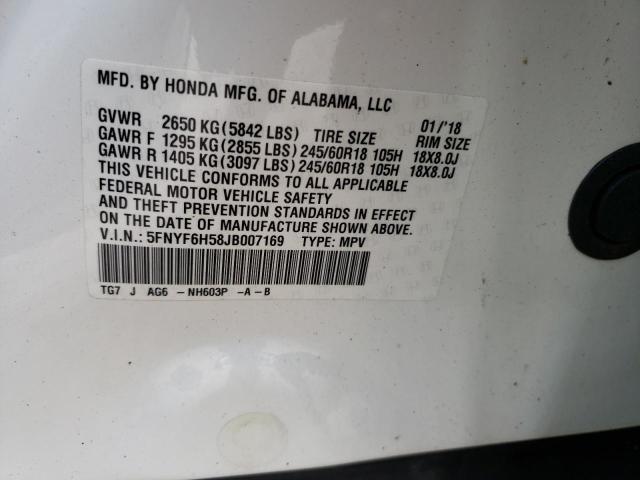 MFD. BY HONDA MFG. OF ALABAMA, LLC
01/'18
GVWR 2650 KG(5842 LBS) TIRE SIZE RIM SIZE
GAWR F 1295 KG(2855 LBS)245/60R18 105H 18X8.0J
GAWR R 1405 KG(3097 LBS)245/60R18 105H 18X8.0J
THIS VEHICLE CONFORMS TO ALL APPLICABLE
FEDERAL MOTOR VEHICLE SAFETY
AND THEFT PREVENTION STANDARDS IN EFFECT
ON THE DATE OF MANUFACTURE SHOWN ABOVE.
V.I.N.: 5FNYF6H58JB007169 TYPE: MPV
TG7 J AG6 -NH603P -A-B